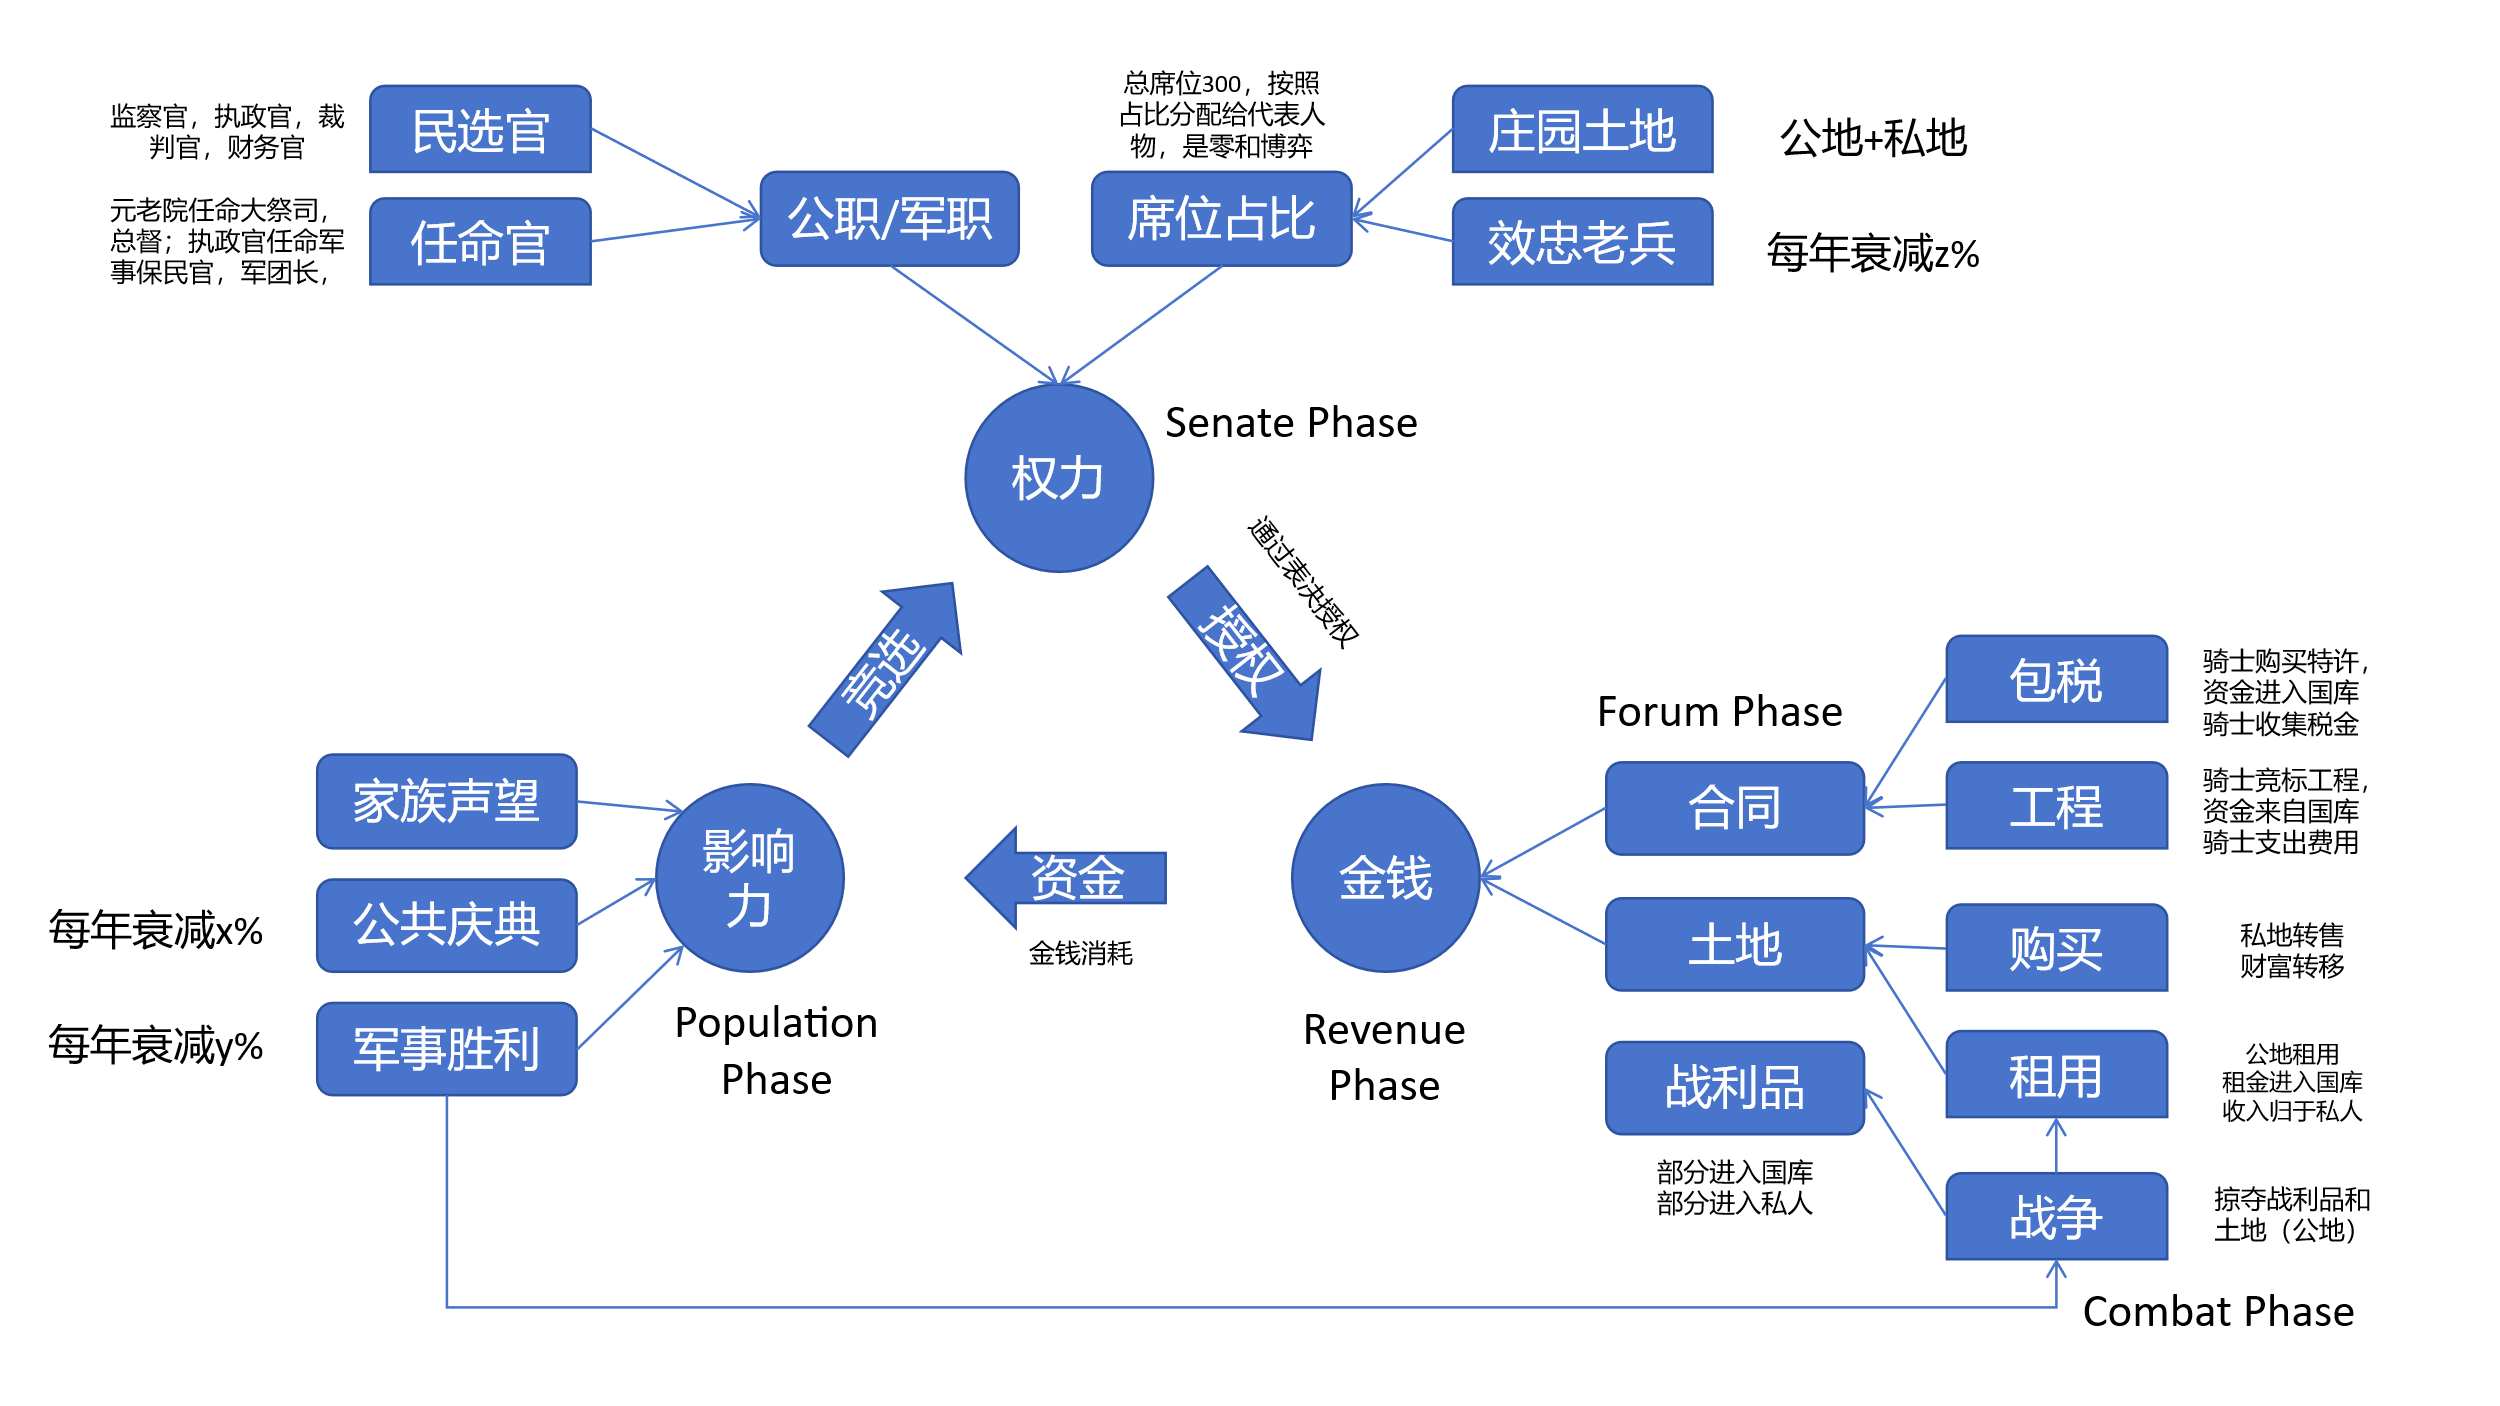 总席位300，按照
占比分配给代表人
物，是零和博弈
监察官，执政官，裁
判官，财务官
民选官
庄园土地
公地+私地
元老院任命大祭司，
总督；执政官任命军
事保民官，军团长，
任命官
公职/军职
席位占比
效忠老兵
每年衰减z%
Senate Phase
权力
通过表决授权
竞选
授权
Forum Phase
包税
骑士购买特许，
资金进入国库
骑士收集税金
家族声望
合同
工程
骑士竞标工程，
资金来自国库
骑士支出费用
影响
力
资金
金钱
金钱消耗
每年衰减x%
公共庆典
土地
购买
私地转售
财富转移
每年衰减y%
军事胜利
Population
Phase
Revenue
Phase
战利品
租用
公地租用
租金进入国库
收入归于私人
部分进入国库
部分进入私人
战争
掠夺战利品和
土地（公地）
Combat Phase